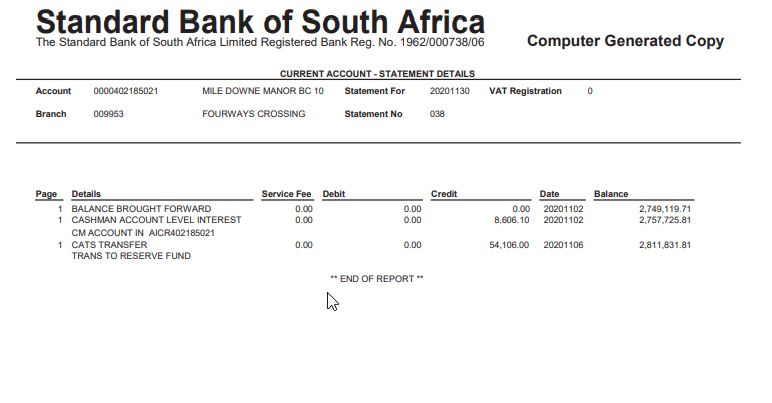 Standard Bank of South Africa
The Standard Bank of South Africa Limited Registered Bank Reg. No. 1962/000738/06
Computer Generated Copy
CURRENT ACCOUNT - STATEMENT DETAILS
Account 0000402185021 MILE DOWNE MANOR BC 10 Statement For 20201130 VAT Registration 0
Branch 009953 FOURWAYS CROSSING Statement No 038
Page Details Service Fee Debit Credit Date Balance
1 BALANCE BROUGHT FORWARD 0.00 0.00 0.00 20201102 2,749,119.71
1 CASHMAN ACCOUNT LEVEL INTEREST 0.00 0.00 8,606.10 20201102 2,757,725.81
CM ACCOUNT IN AICR402185021
1 CATS TRANSFER 0.00 0.00 54,106.00 20201106 2,811,831.81
TRANS TO RESERVE FUND
** END OF REPORT **